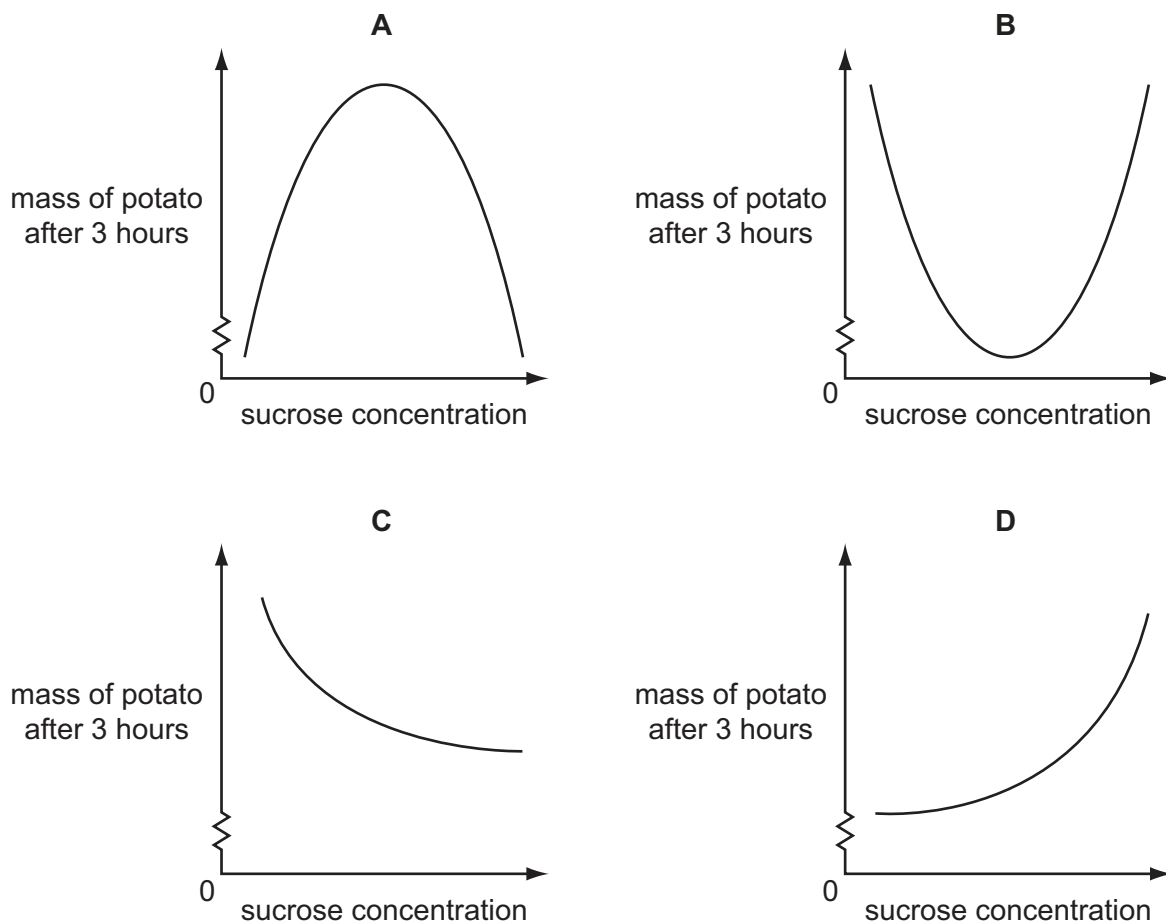 A
mass of potato
after 3 hours
0
sucrose concentration
B
mass of potato
after 3 hours
0
sucrose concentration
C
mass of potato
after 3 hours
0
sucrose concentration
D
mass of potato
after 3 hours
0
sucrose concentration